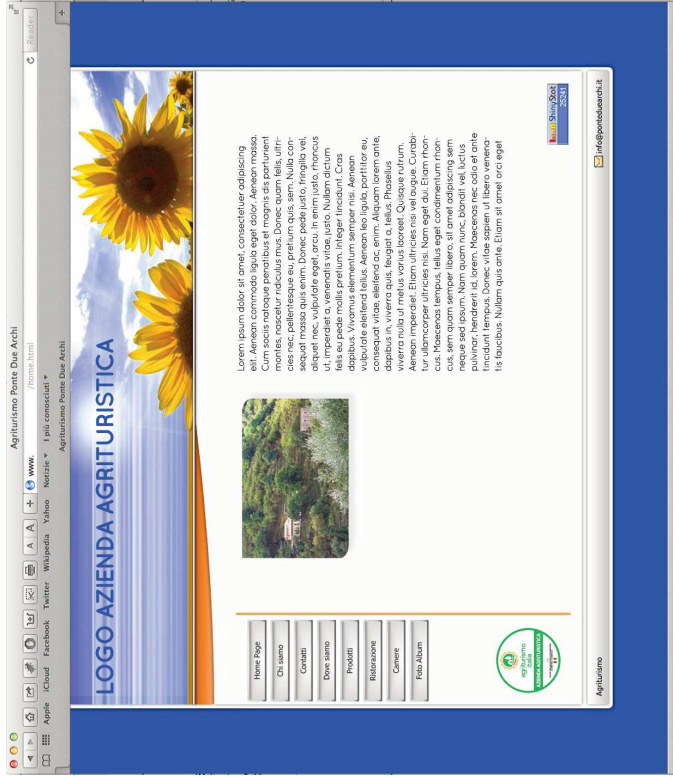 Agriturismo Ponte Due Archi
www. /home.html
Reader
Apple iCloud Facebook Twitter Wikipedia Yahoo Notizie ▾ I più conosciuti ▾
Agriturismo Ponte Due Archi
LOGO AZIENDA AGRITURISTICA
Home Page
Chi siamo
Contatti
Dove siamo
Prodotti
Ristorazione
Camere
Foto Album
Lorem ipsum dolor sit amet, consectetuer adipiscing
elit. Aenean commodo ligula eget dolor. Aenean massa.
Cum sociis natoque penatibus et magnis dis parturient
montes, nascetur ridiculus mus. Donec quam felis, ultri-
cies nec, pellentesque eu, pretium quis, sem. Nulla con-
sequat massa quis enim. Donec pede justo, fringilla vel,
aliquet nec, vulputate eget, arcu. In enim justo, rhoncus
ut, imperdiet a, venenatis vitae, justo. Nullam dictum
felis eu pede mollis pretium. Integer tincidunt. Cras
dapibus. Vivamus elementum semper nisi. Aenean
vulputate eleifend tellus. Aenean leo ligula, porttitor eu,
consequat vitae, eleifend ac, enim. Aliquam lorem ante,
dapibus in, viverra quis, feugiat a, tellus. Phasellus
viverra nulla ut metus varius laoreet. Quisque rutrum.
Aenean imperdiet. Etiam ultricies nisi vel augue. Curabi-
tur ullamcorper ultricies nisi. Nam eget dui. Etiam rhon-
cus. Maecenas tempus, tellus eget condimentum rhon-
cus, sem quam semper libero, sit amet adipiscing sem
neque sed ipsum. Nam quam nunc, blandit vel, luctus
pulvinar, hendrerit id, lorem. Maecenas nec odio et ante
tincidunt tempus. Donec vitae sapien ut libero venena-
tis faucibus. Nullam quis ante. Etiam sit amet orci eget
agriturismo
italia
AZIENDA AGRITURISTICA
ShinyStat
25241
Agriturismo
info@ponteduearchi.it